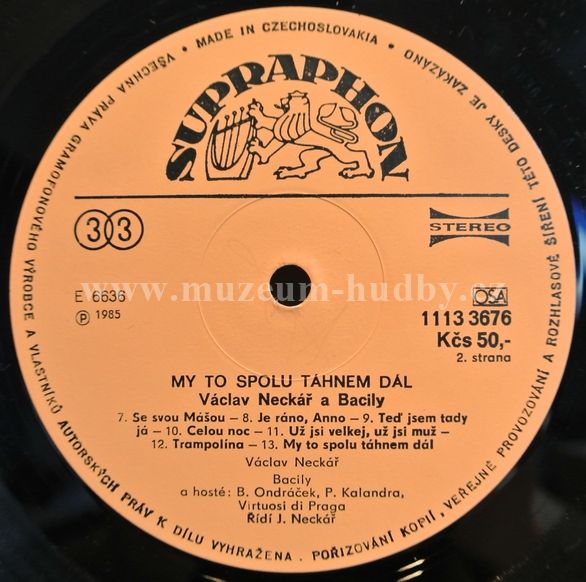 VŠECHNA PRÁVA GRAMOFONOVÉHO VÝROBCE A VLASTNÍKŮ AUTORSKÝCH PRÁV K DÍLU VYHRAŽENA. POŘIZOVÁNÍ KOPIÍ, VEŘEJNÉ PROVOZOVÁNÍ A ROZHLASOVÉ ŠÍŘENÍ TÉTO DESKY JE ZAKÁZÁNO • MADE IN CZECHOSLOVAKIA •
SUPRAPHON
33
STEREO
www.muzeum-hudby.cz
E 6636
Ⓟ 1985
OSA
1113 3676
Kčs 50,-
2. strana
MY TO SPOLU TÁHNEM DÁL
Václav Neckář a Bacily
7. Se svou Mášou – 8. Je ráno, Anno – 9. Teď jsem tady
já – 10. Celou noc – 11. Už jsi velkej, už jsi muž –
12. Trampolína – 13. My to spolu táhnem dál
Václav Neckář
Bacily
a hosté: B. Ondráček, P. Kalandra,
Virtuosi di Praga
Řídí J. Neckář